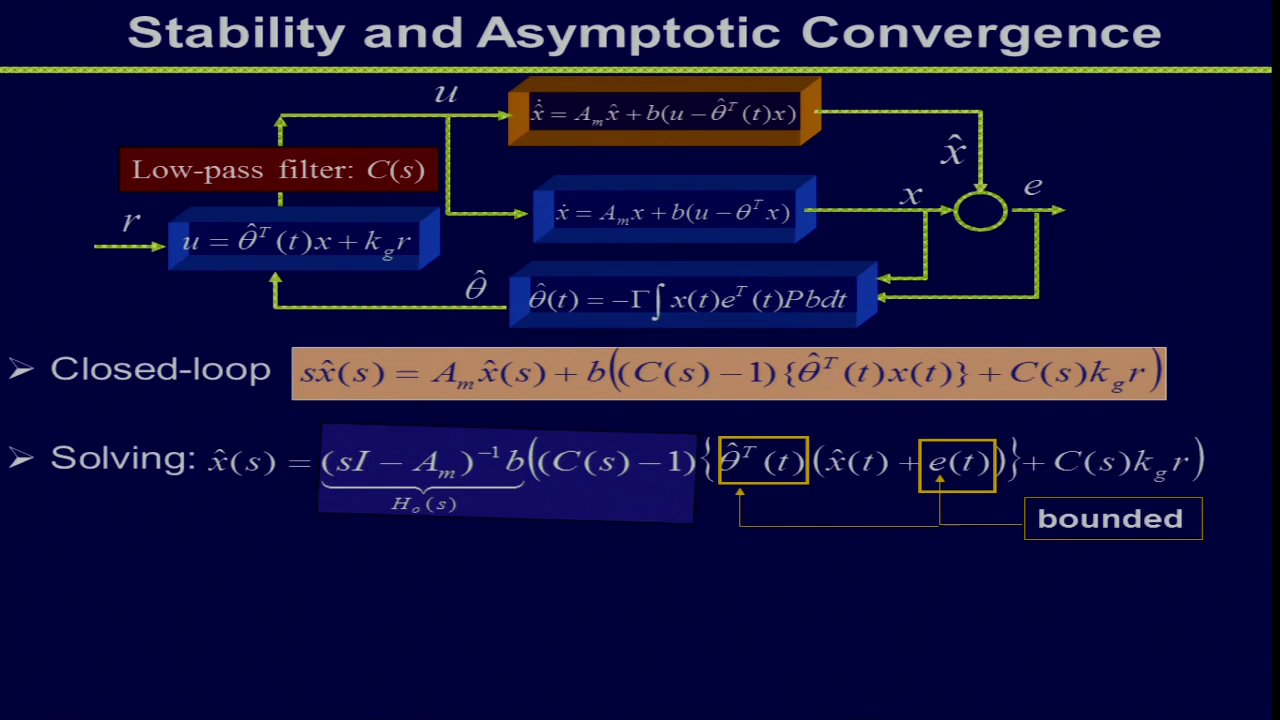 Stability and Asymptotic Convergence
u
ẋ̂ = A_m x̂ + b(u − θ̂^T (t)x)
x̂
Low-pass filter: C(s)
ẋ = A_m x + b(u − θ^T x)
x
e
r
u = θ̂^T (t)x + k_g r
θ̂
θ̂(t) = −Γ∫ x(t)e^T (t)Pbdt
➢ Closed-loop sx̂(s) = A_m x̂(s) + b((C(s) − 1){θ̂^T (t)x(t)} + C(s)k_g r)
➢ Solving: x̂(s) = (sI − A_m)^−1 b((C(s) − 1){θ̂^T (t)(x̂(t) + e(t))} + C(s)k_g r)
H_o(s)
bounded